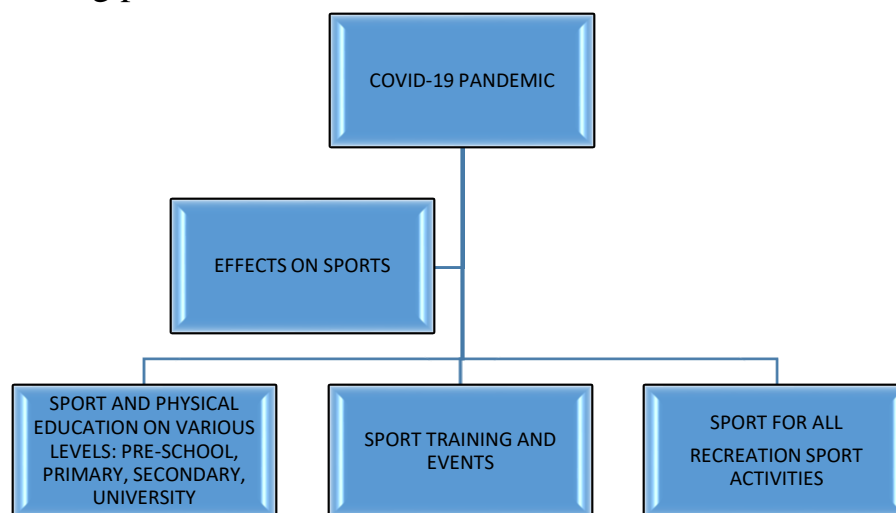 COVID-19 PANDEMIC
EFFECTS ON SPORTS
SPORT AND PHYSICAL
EDUCATION ON VARIOUS
LEVELS: PRE-SCHOOL,
PRIMARY, SECONDARY,
UNIVERSITY
SPORT TRAINING AND
EVENTS
SPORT FOR ALL
RECREATION SPORT
ACTIVITIES